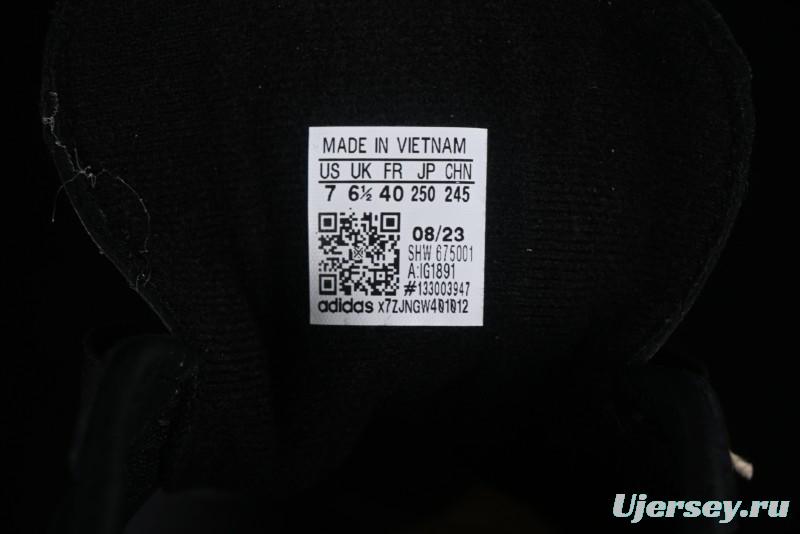 MADE IN VIETNAM
US UK FR JP CHN
7 6½ 40 250 245
08/23
SHW 675001
A:IG1891
#133003947
adidas x7ZJNGW401012
Ujersey.ru